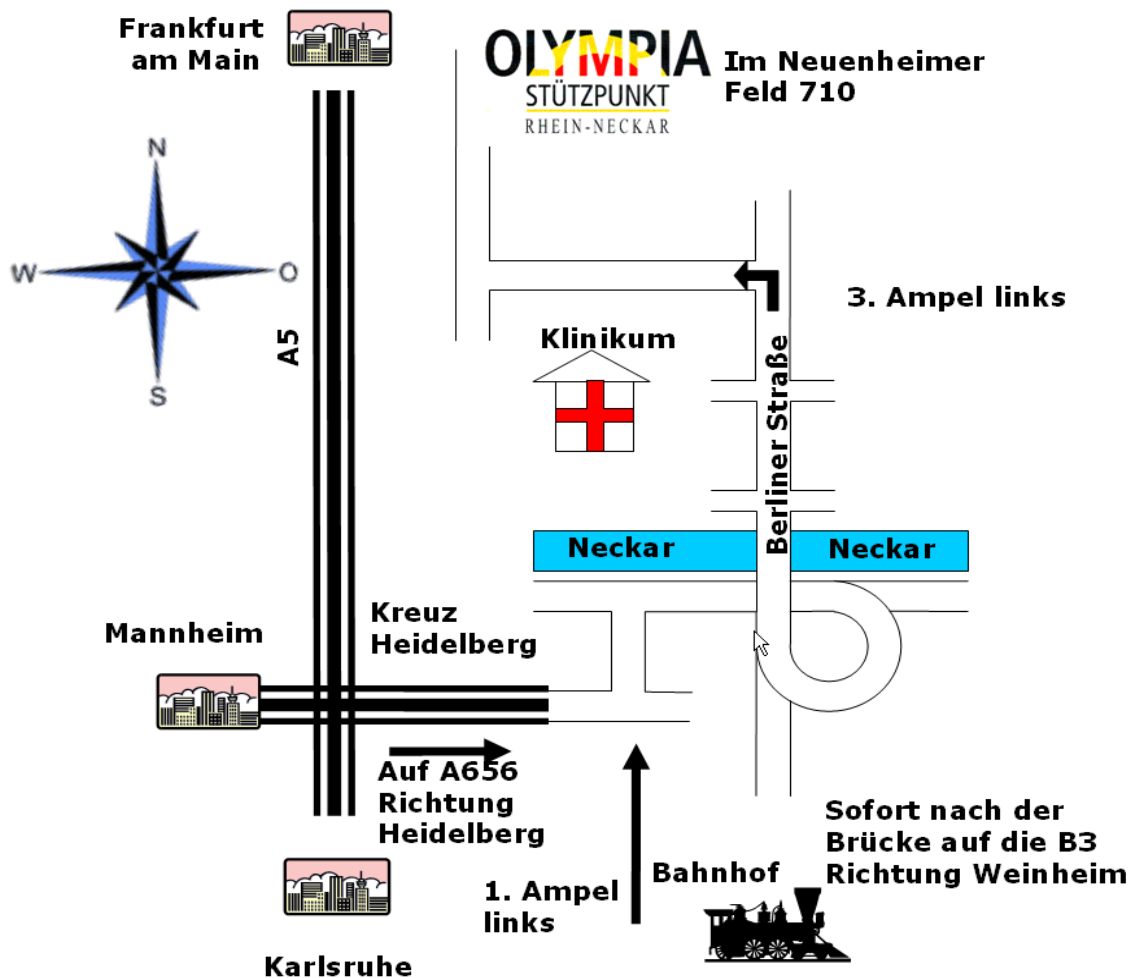 Frankfurt
am Main
OLYMPIA
STÜTZPUNKT
RHEIN-NECKAR
Im Neuenheimer
Feld 710
N
W
O
S
A5
3. Ampel links
Klinikum
Berliner Straße
Neckar
Neckar
Kreuz
Heidelberg
Mannheim
Auf A656
Richtung
Heidelberg
Sofort nach der
Brücke auf die B3
Richtung Weinheim
1. Ampel
links
Bahnhof
Karlsruhe